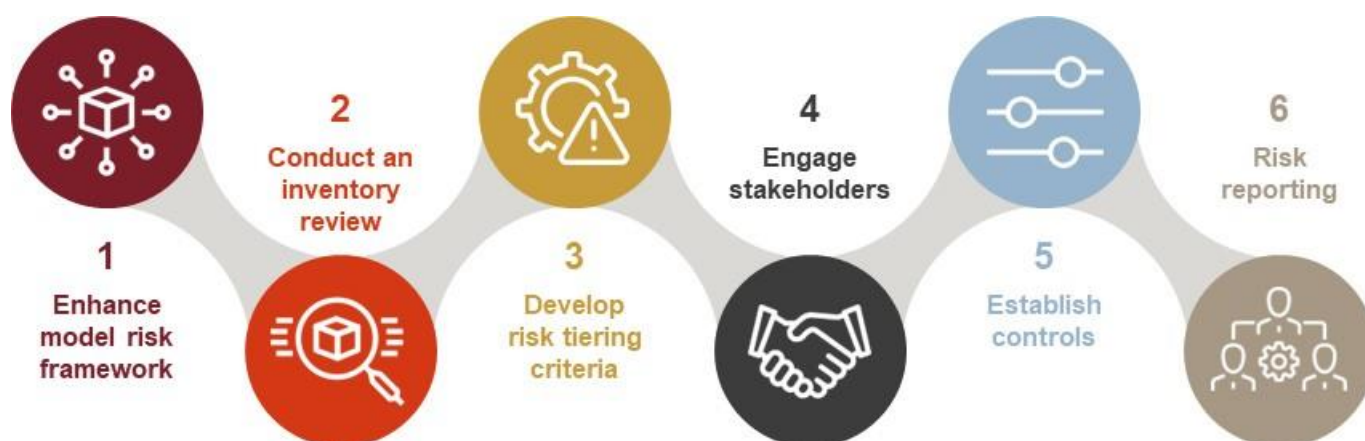 1
Enhance
model risk
framework
2
Conduct an
inventory
review
3
Develop
risk tiering
criteria
4
Engage
stakeholders
5
Establish
controls
6
Risk
reporting